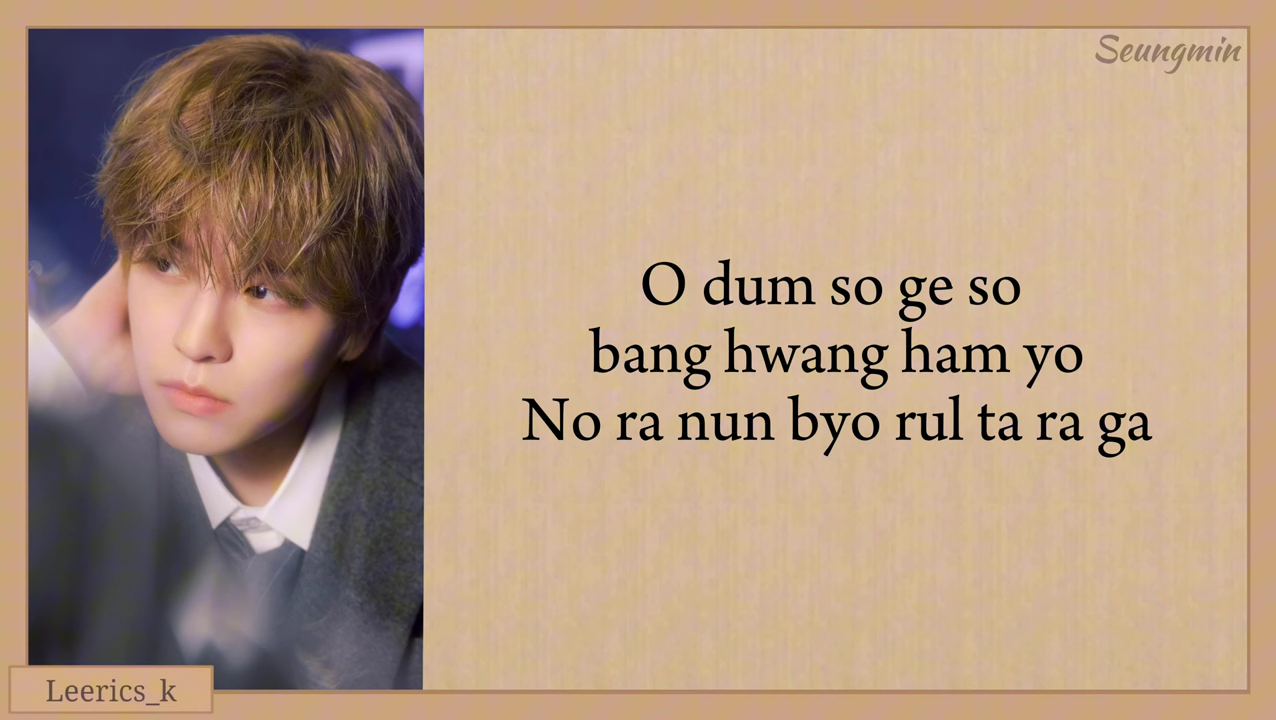 Seungmin
O dum so ge so
bang hwang ham yo
No ra nun byo rul ta ra ga
Leerics_k